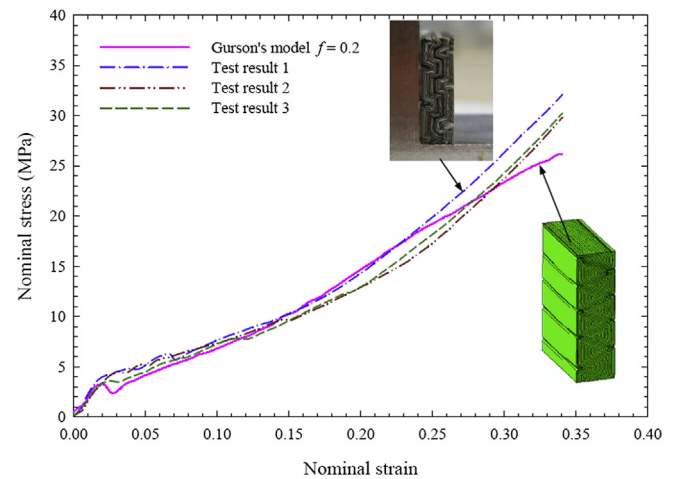 40
35
30
25
20
15
10
5
0
Nominal stress (MPa)
Gurson's model f = 0.2
Test result 1
Test result 2
Test result 3
0.00 0.05 0.10 0.15 0.20 0.25 0.30 0.35 0.40
Nominal strain